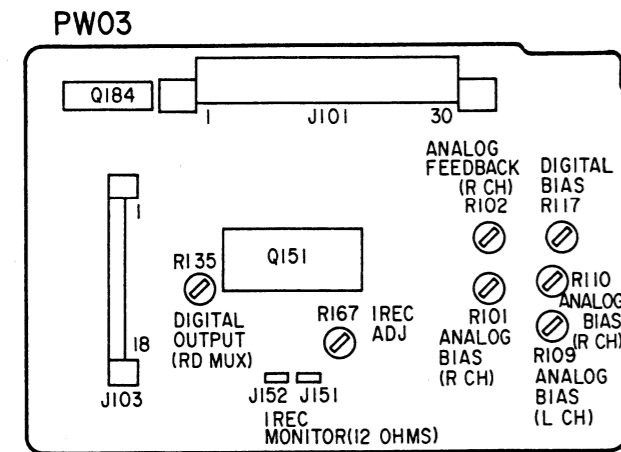 PW03
Q184
1 J101 30
ANALOG
FEEDBACK
(R CH)
R102
DIGITAL
BIAS
R117
1
18
J103
R135
DIGITAL
OUTPUT
(RD MUX)
Q151
R167
IREC
ADJ
R101
ANALOG
BIAS
(R CH)
R110
ANALOG
BIAS
(R CH)
R109
ANALOG
BIAS
(L CH)
J152 J151
IREC
MONITOR(12 OHMS)